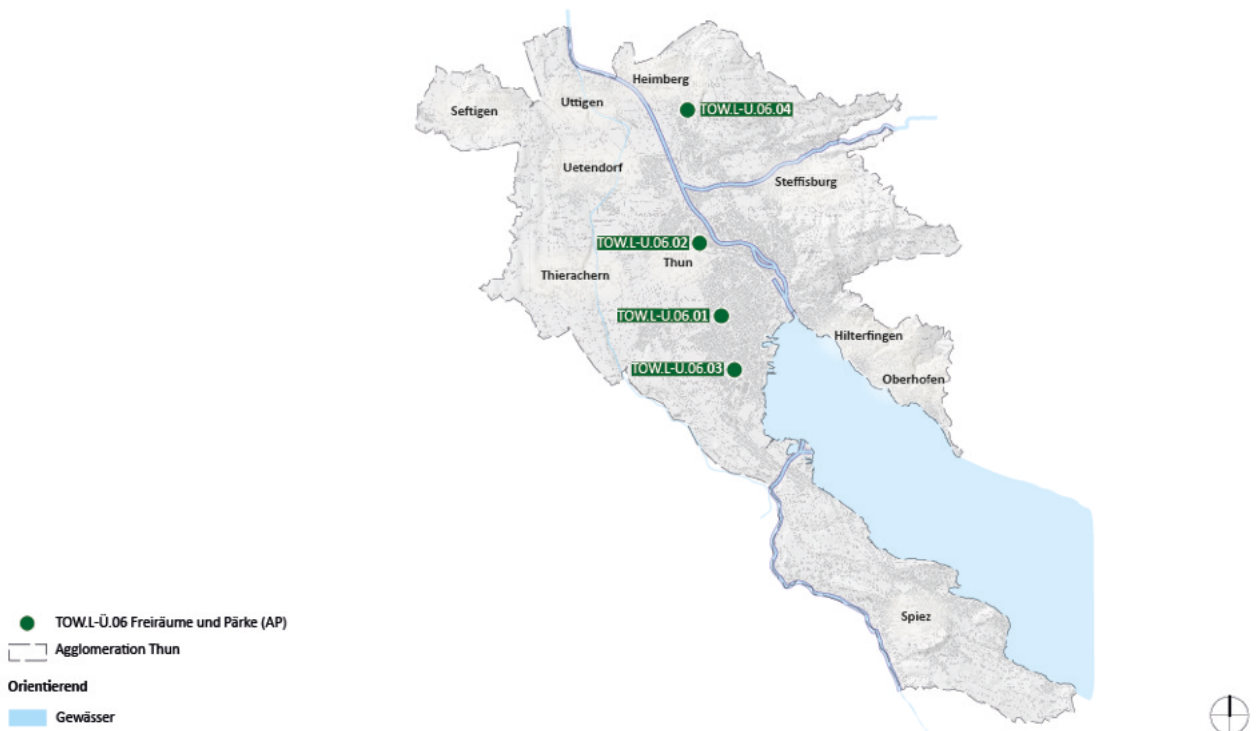 Heimberg
Seftigen
Uttigen
TOW.L-Ü.06.04
Uetendorf
Steffisburg
TOW.L-Ü.06.02
Thun
Thierachern
TOW.L-Ü.06.01
Hilterfingen
TOW.L-Ü.06.03
Oberhofen
Spiez
TOW.L-Ü.06 Freiräume und Pärke (AP)
Agglomeration Thun
Orientierend
Gewässer